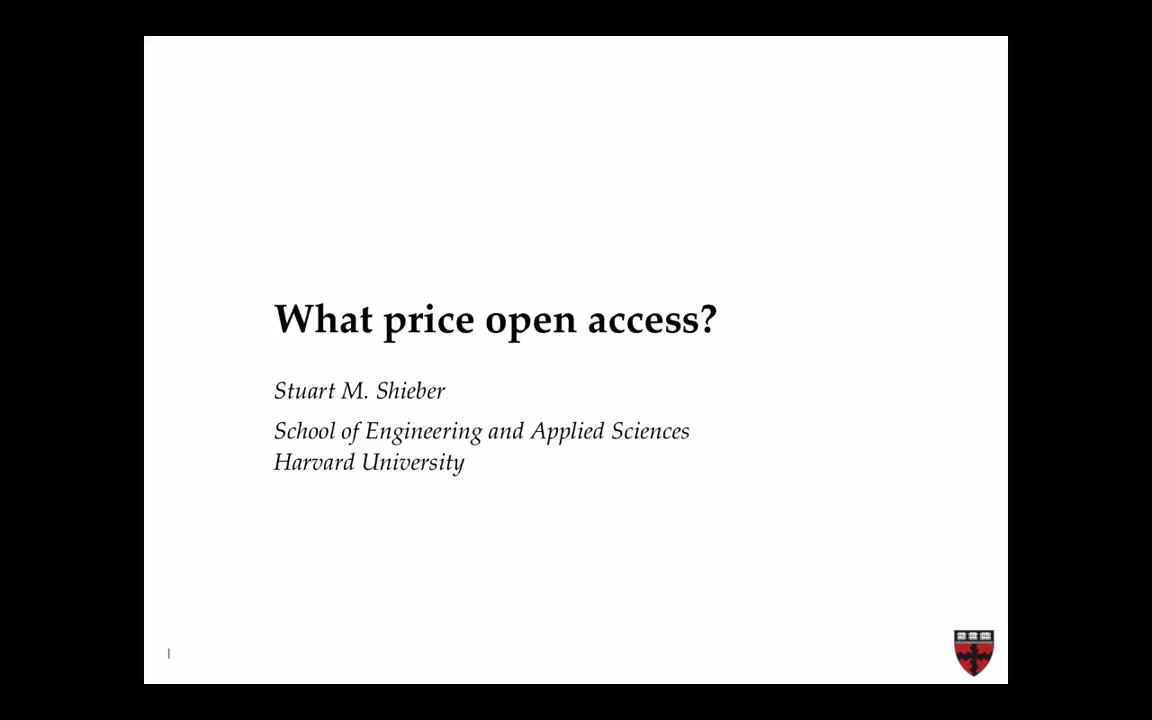 What price open access?
Stuart M. Shieber
School of Engineering and Applied Sciences
Harvard University
1